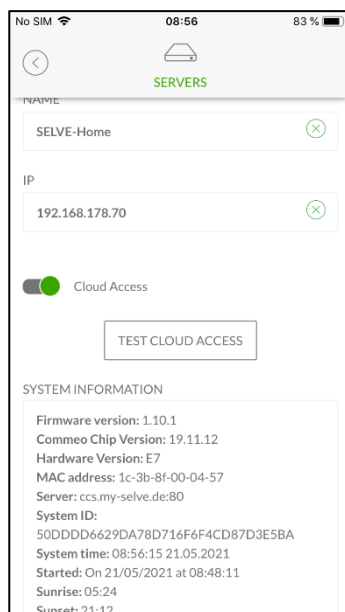 No SIM 08:56 83 %
SERVERS
NAME
SELVE-Home
IP
192.168.178.70
Cloud Access
TEST CLOUD ACCESS
SYSTEM INFORMATION
Firmware version: 1.10.1
Commeo Chip Version: 19.11.12
Hardware Version: E7
MAC address: 1c-3b-8f-00-04-57
Server: ccs.my-selve.de:80
System ID:
50DDDD6629DA78D716F6F4CD87D3E5BA
System time: 08:56:15 21.05.2021
Started: On 21/05/2021 at 08:48:11
Sunrise: 05:24
Sunset: 21:12